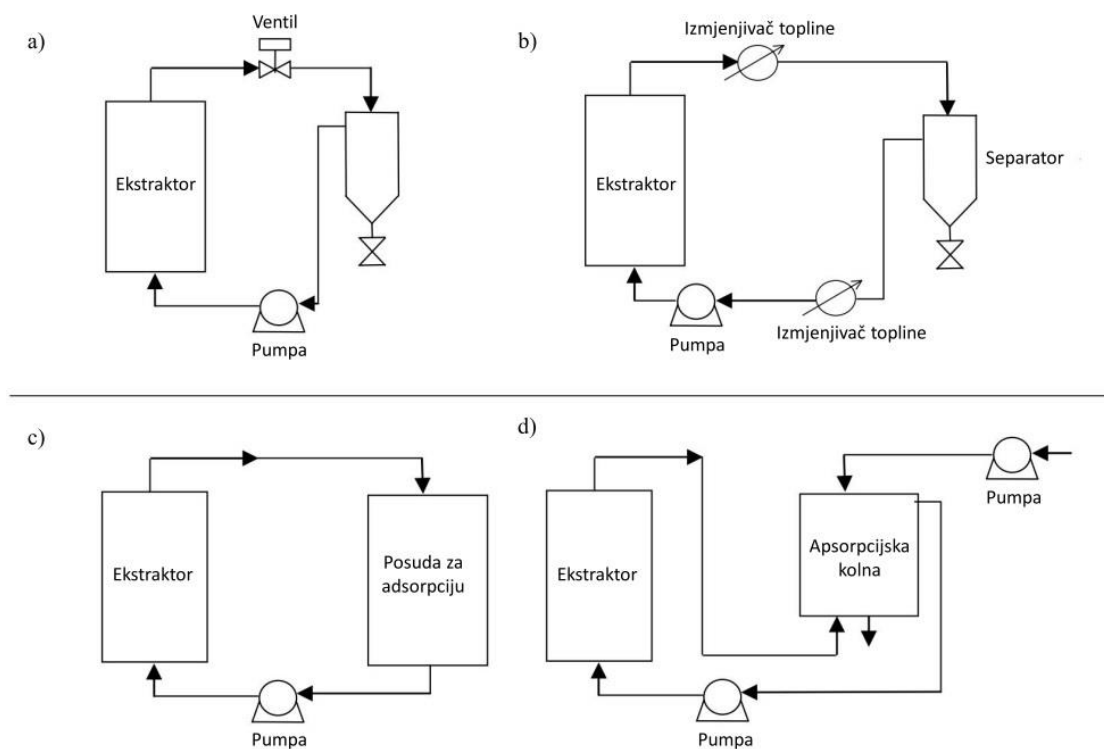 a)
Ventil
Ekstraktor
Pumpa
b)
Izmjenjivač topline
Ekstraktor
Separator
Pumpa
Izmjenjivač topline
c)
Ekstraktor
Posuda za
adsorpciju
Pumpa
d)
Pumpa
Ekstraktor
Apsorpcijska
kolna
Pumpa